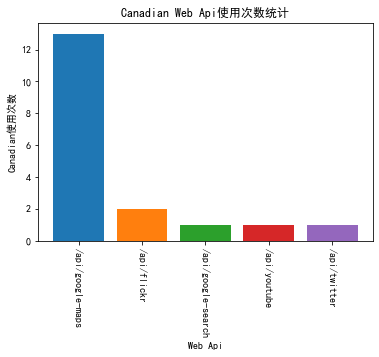 Canadian Web Api使用次数统计
Canadian使用次数
12
10
8
6
4
2
0
/api/google-maps
/api/flickr
/api/google-search
/api/youtube
/api/twitter
Web Api